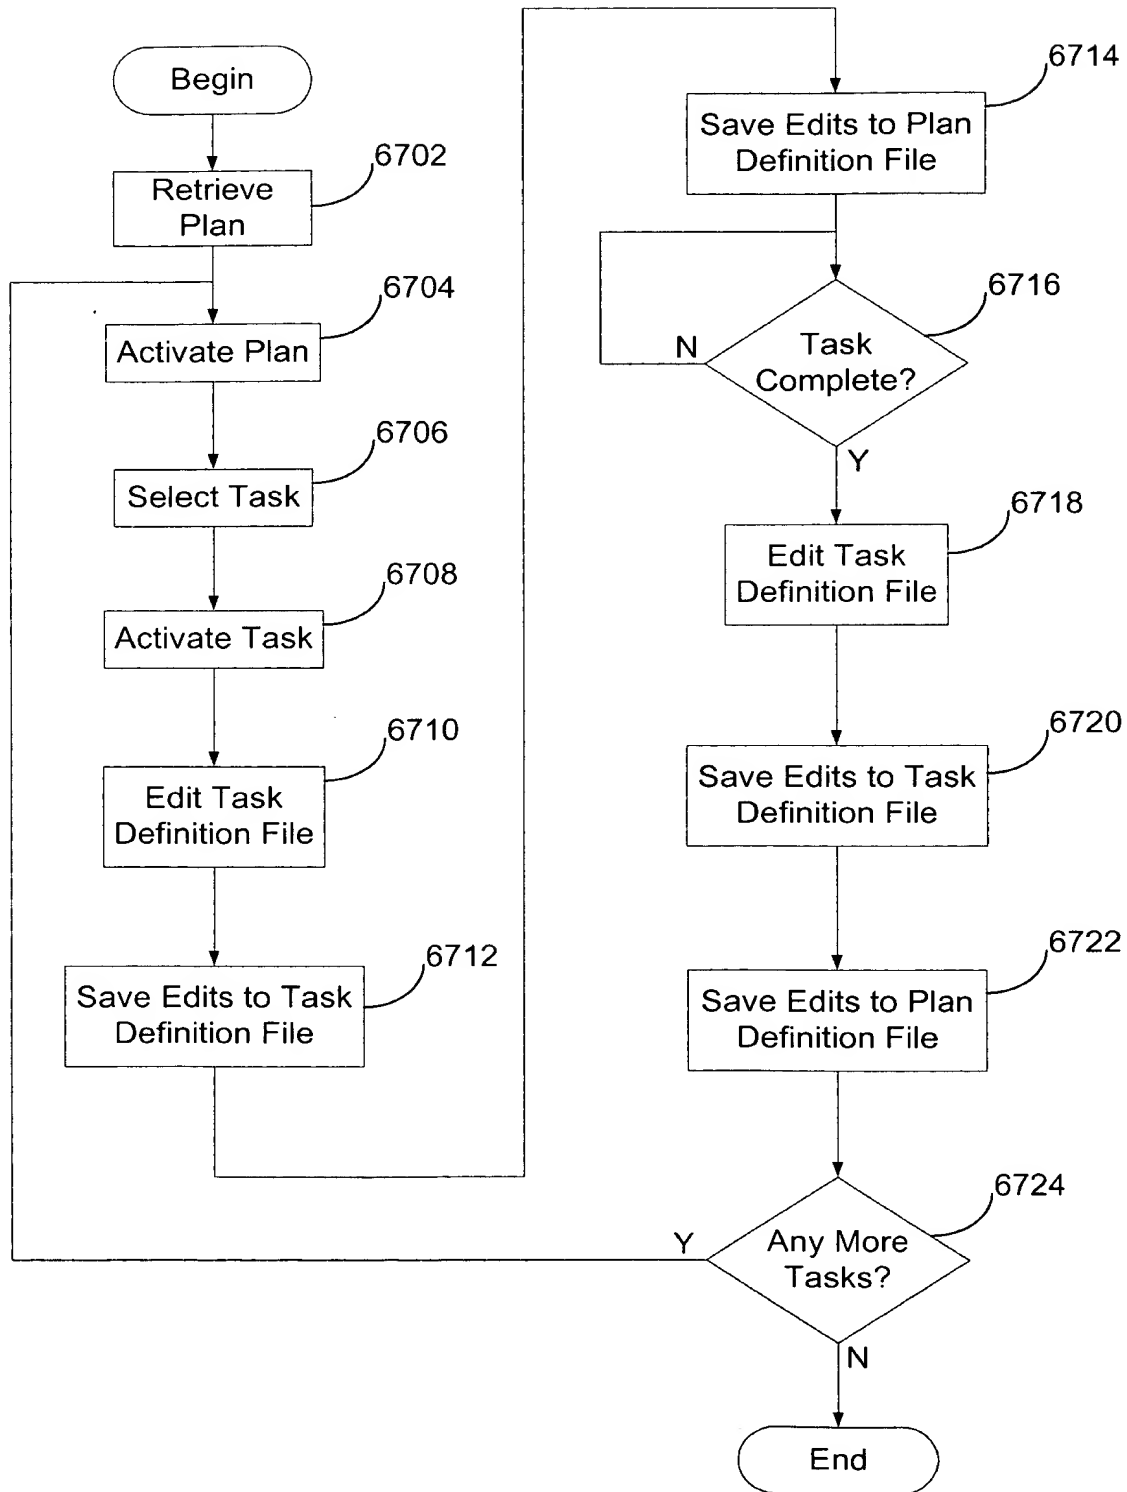 Begin
6702
Retrieve
Plan
6704
Activate Plan
6706
Select Task
6708
Activate Task
6710
Edit Task
Definition File
6712
Save Edits to Task
Definition File
6714
Save Edits to Plan
Definition File
6716
Task
Complete?
N
Y
6718
Edit Task
Definition File
6720
Save Edits to Task
Definition File
6722
Save Edits to Plan
Definition File
6724
Any More
Tasks?
Y
N
End